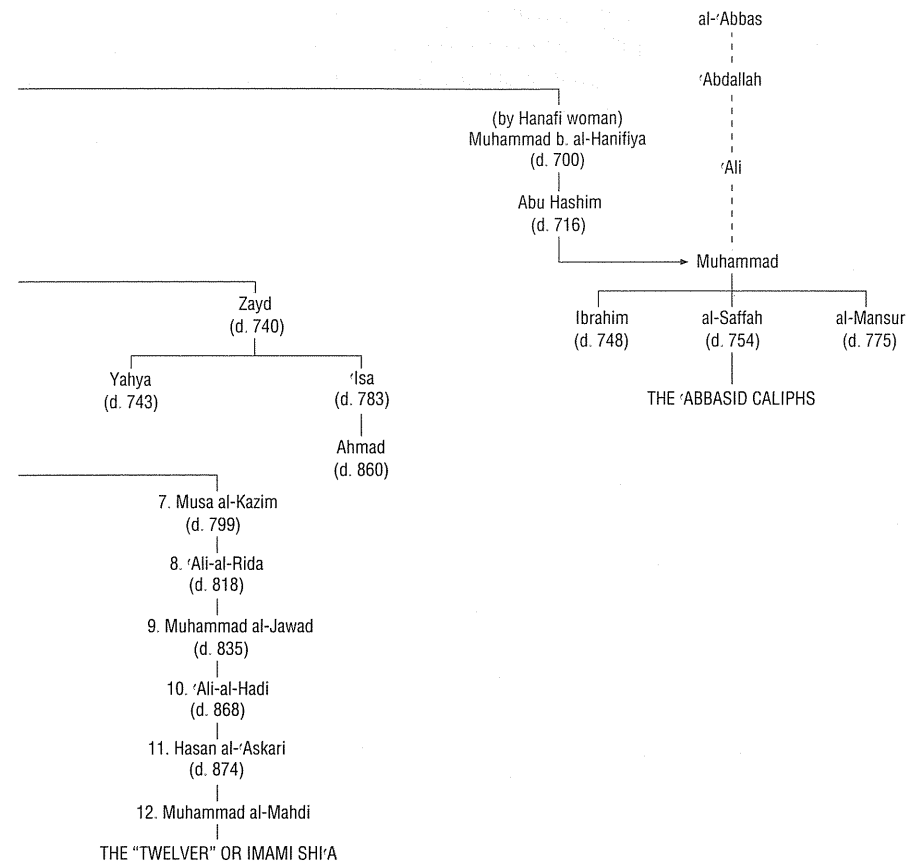 al-ʿAbbas
ʿAbdallah
(by Hanafi woman)
Muhammad b. al-Hanifiya
(d. 700)
ʿAli
Abu Hashim
(d. 716)
Muhammad
Zayd
(d. 740)
Ibrahim
(d. 748)
al-Saffah
(d. 754)
al-Mansur
(d. 775)
Yahya
(d. 743)
ʿIsa
(d. 783)
THE ʿABBASID CALIPHS
Ahmad
(d. 860)
7. Musa al-Kazim
(d. 799)
8. ʿAli-al-Rida
(d. 818)
9. Muhammad al-Jawad
(d. 835)
10. ʿAli-al-Hadi
(d. 868)
11. Hasan al-ʿAskari
(d. 874)
12. Muhammad al-Mahdi
THE “TWELVER” OR IMAMI SHIʿA